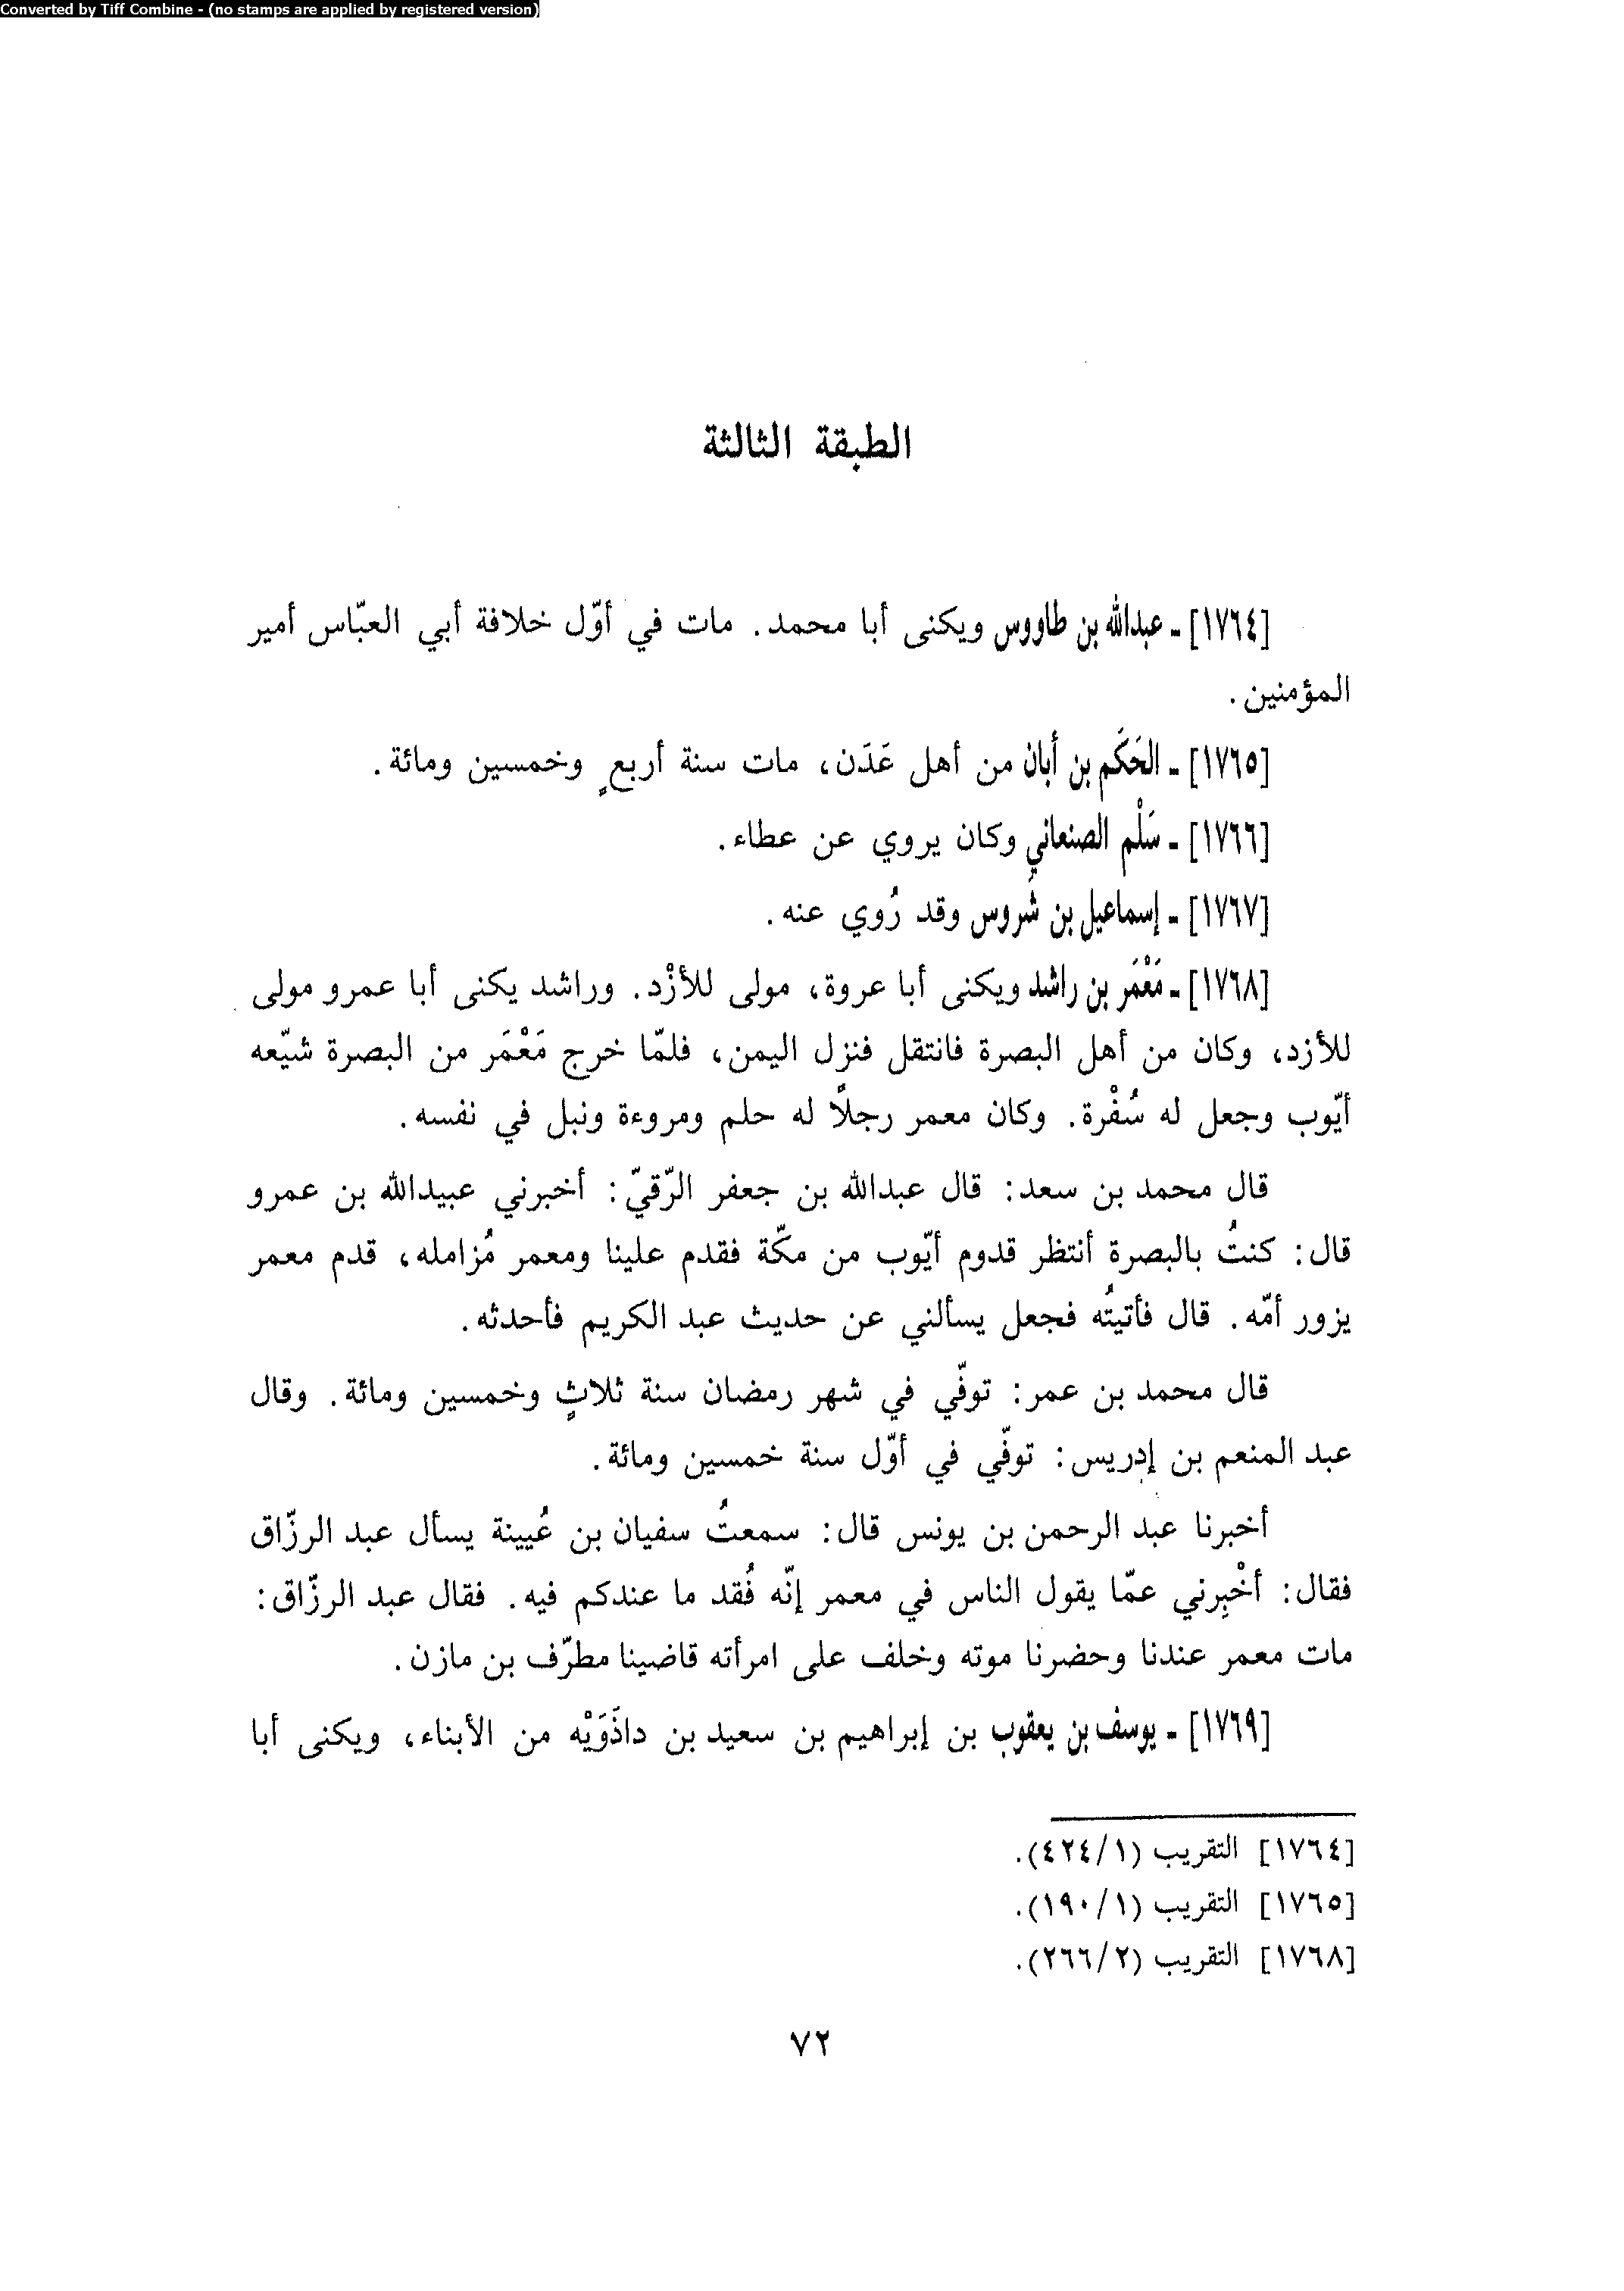 Converted by Tiff Combine - (no stamps are applied by registered version)
الطبقة الثالثة
[١٧٦٤] - عبدالله بن طاووس ويكنى أبا محمد. مات في أوّل خلافة أبي العبّاس أمير
المؤمنين.
[١٧٦٥] - الحَكَم بن أبان من أهل عَدَن، مات سنة أربعٍ وخمسين ومائة.
[١٧٦٦] - سَلْم الصنعاني وكان يروي عن عطاء.
[١٧٦٧] - إسماعيل بن شَروس وقد رُوي عنه.
[١٧٦٨] - مَعْمَر بن راشد ويكنى أبا عروة، مولى للأزْد. وراشد يكنى أبا عمرو مولى
للأزد، وكان من أهل البصرة فانتقل فنزل اليمن، فلمّا خرج مَعْمَر من البصرة شيّعه
أيّوب وجعل له سُفْرة. وكان معمر رجلًا له حلم ومروءة ونبل في نفسه.
قال محمد بن سعد: قال عبدالله بن جعفر الرّقيّ: أخبرني عبيدالله بن عمرو
قال: كنتُ بالبصرة أنتظر قدوم أيّوب من مكّة فقدم علينا ومعمر مُزامله، قدم معمر
يزور أمّه. قال فأتيتُه فجعل يسألني عن حديث عبد الكريم فأحدثه.
قال محمد بن عمر: توفّي في شهر رمضان سنة ثلاثٍ وخمسين ومائة. وقال
عبد المنعم بن إدريس: توفّي في أوّل سنة خمسين ومائة.
أخبرنا عبد الرحمن بن يونس قال: سمعتُ سفيان بن عُيينة يسأل عبد الرزّاق
فقال: أخْبِرني عمّا يقول الناس في معمر إنّه فُقد ما عندكم فيه. فقال عبد الرزّاق:
مات معمر عندنا وحضرنا موته وخلف على امرأته قاضينا مطرّف بن مازن.
[١٧٦٩] - يوسف بن يعقوب بن إبراهيم بن سعيد بن داذَوَيْه من الأبناء، ويكنى أبا
[١٧٦٤] التقريب (١/٤٢٤).
[١٧٦٥] التقريب (١/١٩٠).
[١٧٦٨] التقريب (٢/٢٦٦).
٧٢